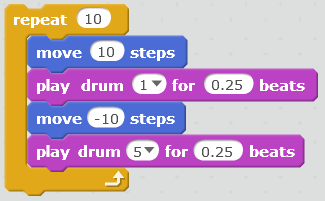 repeat 10
move 10 steps
play drum 1 for 0.25 beats
move -10 steps
play drum 5 for 0.25 beats